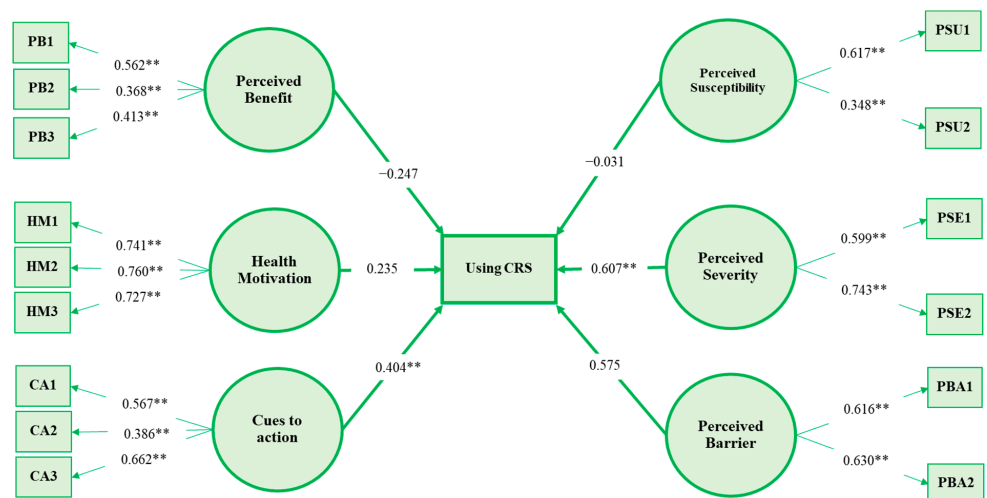 PB1
PB2
PB3
0.562**
0.368**
0.413**
Perceived
Benefit
−0.247
HM1
HM2
HM3
0.741**
0.760**
0.727**
Health
Motivation
0.235
CA1
CA2
CA3
0.567**
0.386**
0.662**
Cues to
action
0.404**
Using CRS
Perceived
Susceptibility
−0.031
0.617**
0.348**
PSU1
PSU2
Perceived
Severity
0.607**
0.599**
0.743**
PSE1
PSE2
Perceived
Barrier
0.575
0.616**
0.630**
PBA1
PBA2